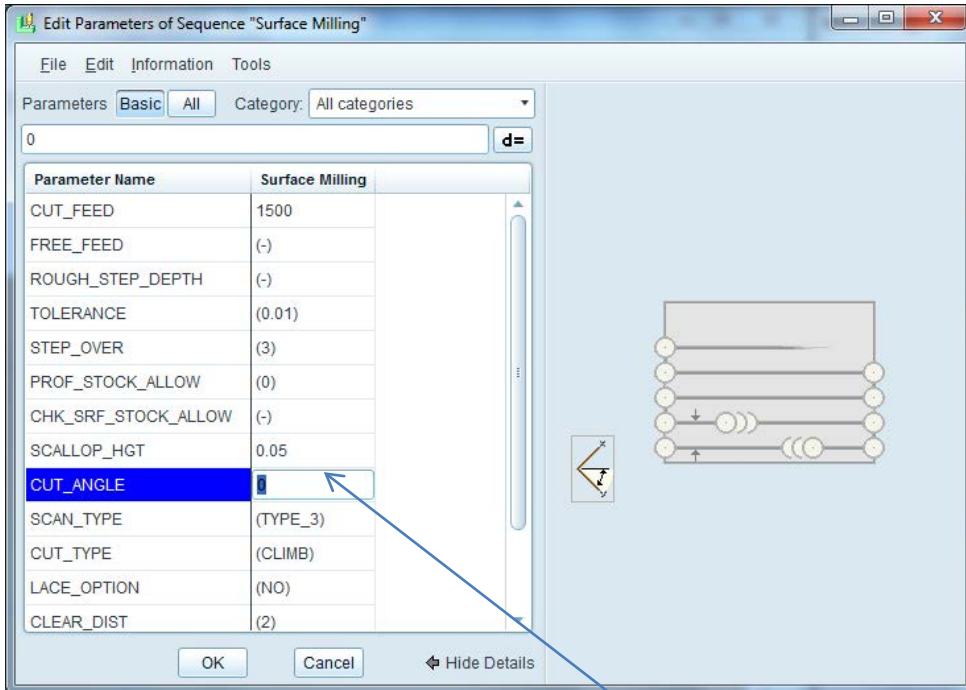 Edit Parameters of Sequence "Surface Milling"
File Edit Information Tools
Parameters Basic All Category: All categories
0 d=
Parameter Name Surface Milling
CUT_FEED 1500
FREE_FEED (-)
ROUGH_STEP_DEPTH (-)
TOLERANCE (0.01)
STEP_OVER (3)
PROF_STOCK_ALLOW (0)
CHK_SRF_STOCK_ALLOW (-)
SCALLOP_HGT 0.05
CUT_ANGLE 0
SCAN_TYPE (TYPE_3)
CUT_TYPE (CLIMB)
LACE_OPTION (NO)
CLEAR_DIST (2)
OK Cancel Hide Details
x
y